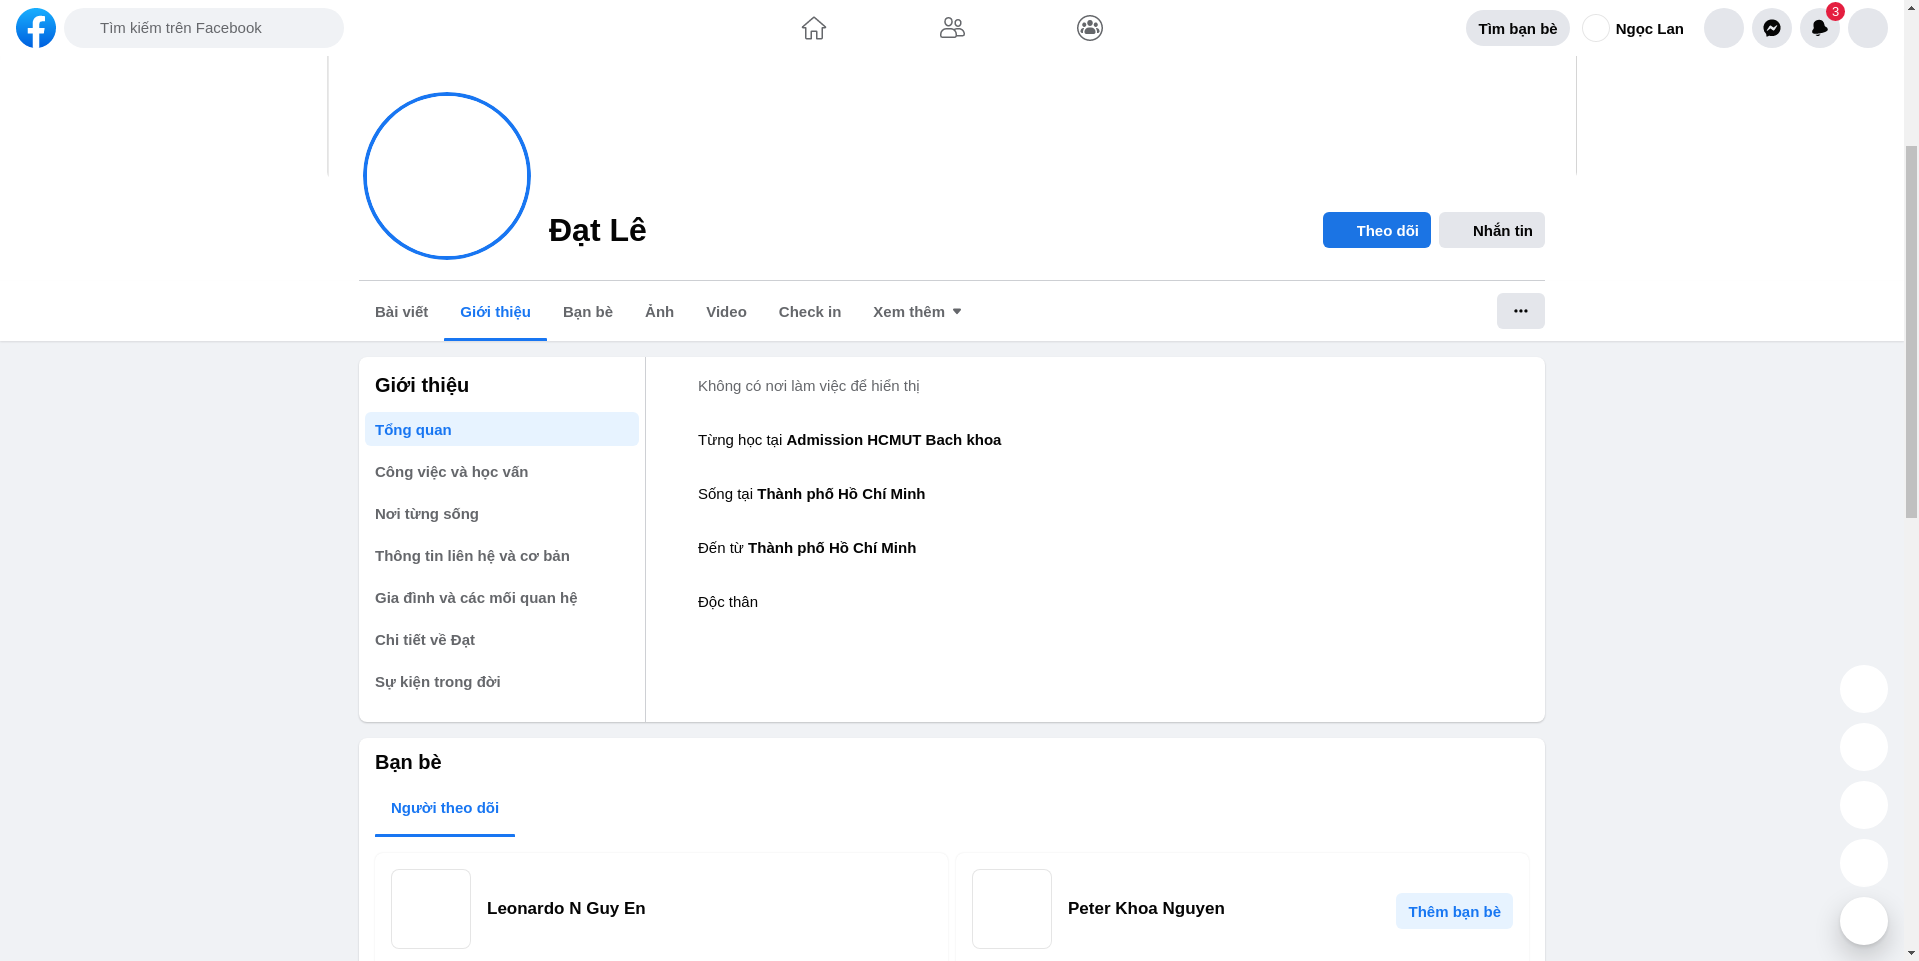 Tìm kiếm trên Facebook
Tìm bạn bè
Ngọc Lan
3
Đạt Lê
Theo dõi
Nhắn tin
Bài viết
Giới thiệu
Bạn bè
Ảnh
Video
Check in
Xem thêm
Giới thiệu
Tổng quan
Công việc và học vấn
Nơi từng sống
Thông tin liên hệ và cơ bản
Gia đình và các mối quan hệ
Chi tiết về Đạt
Sự kiện trong đời
Không có nơi làm việc để hiển thị
Từng học tại Admission HCMUT Bach khoa
Sống tại Thành phố Hồ Chí Minh
Đến từ Thành phố Hồ Chí Minh
Độc thân
Bạn bè
Người theo dõi
Leonardo N Guy En
Peter Khoa Nguyen
Thêm bạn bè